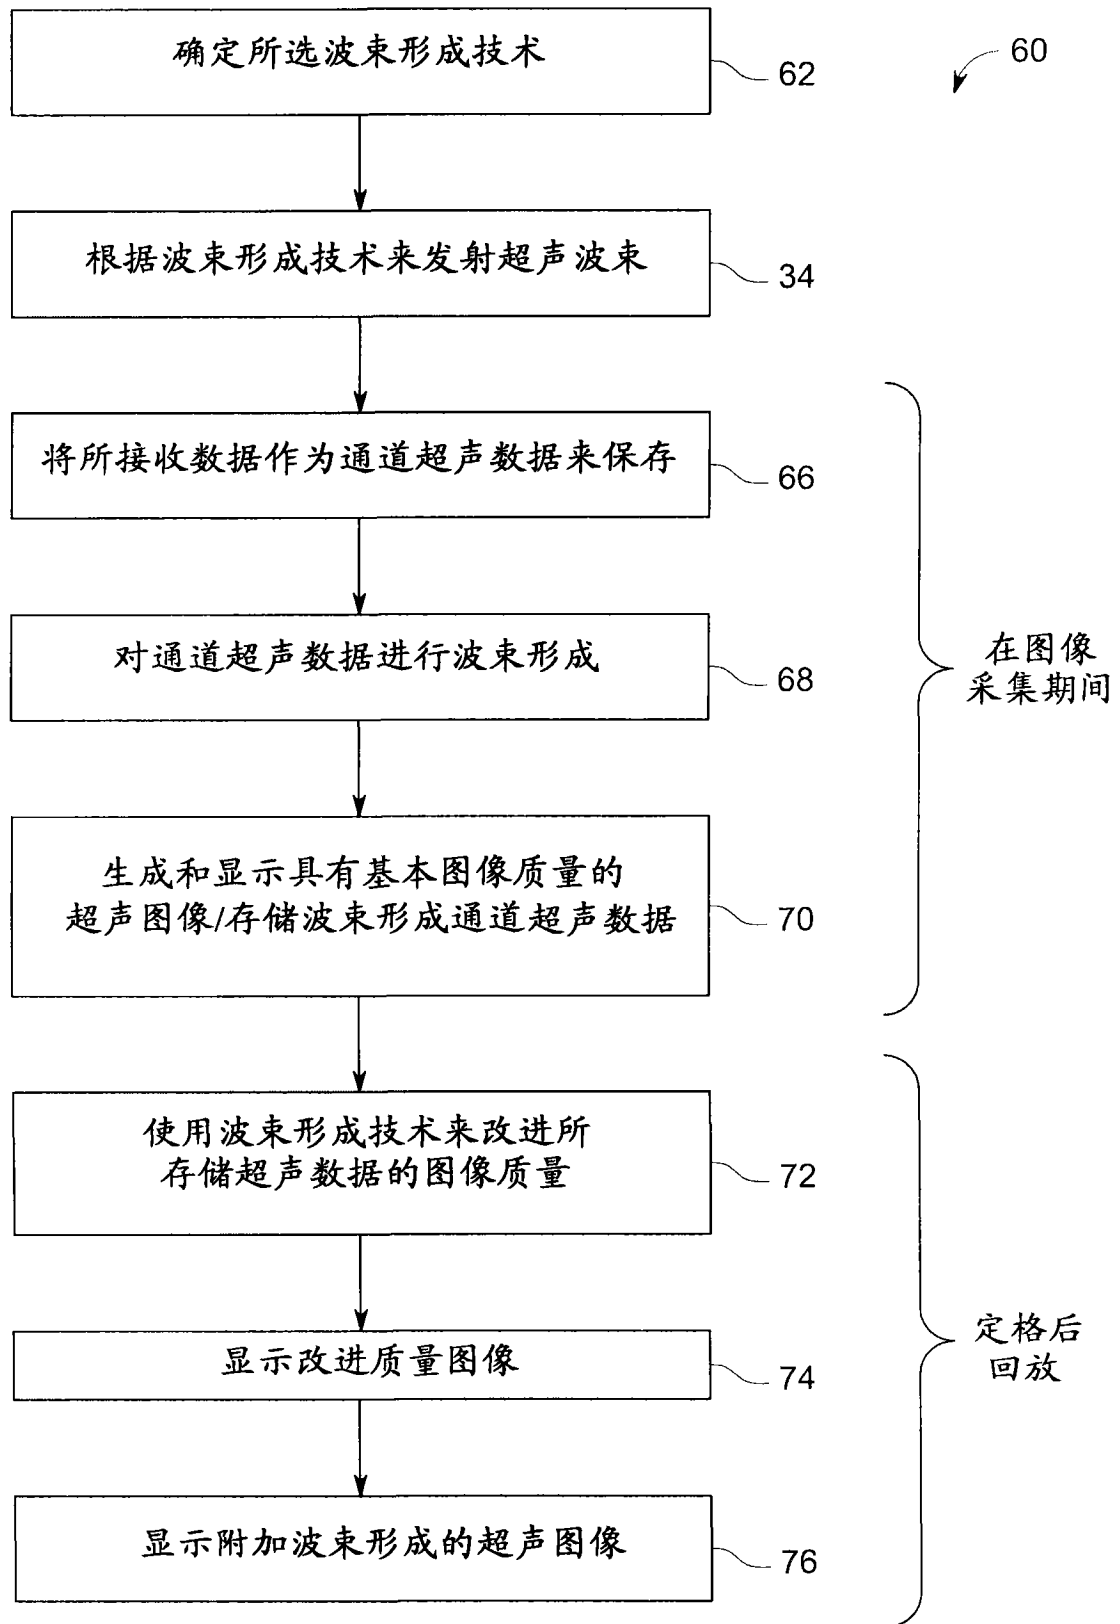 60
确定所选波束形成技术
62
根据波束形成技术来发射超声波束
34
将所接收数据作为通道超声数据来保存
66
对通道超声数据进行波束形成
68
在图像
采集期间
生成和显示具有基本图像质量的
超声图像/存储波束形成通道超声数据
70
使用波束形成技术来改进所
存储超声数据的图像质量
72
定格后
回放
显示改进质量图像
74
显示附加波束形成的超声图像
76